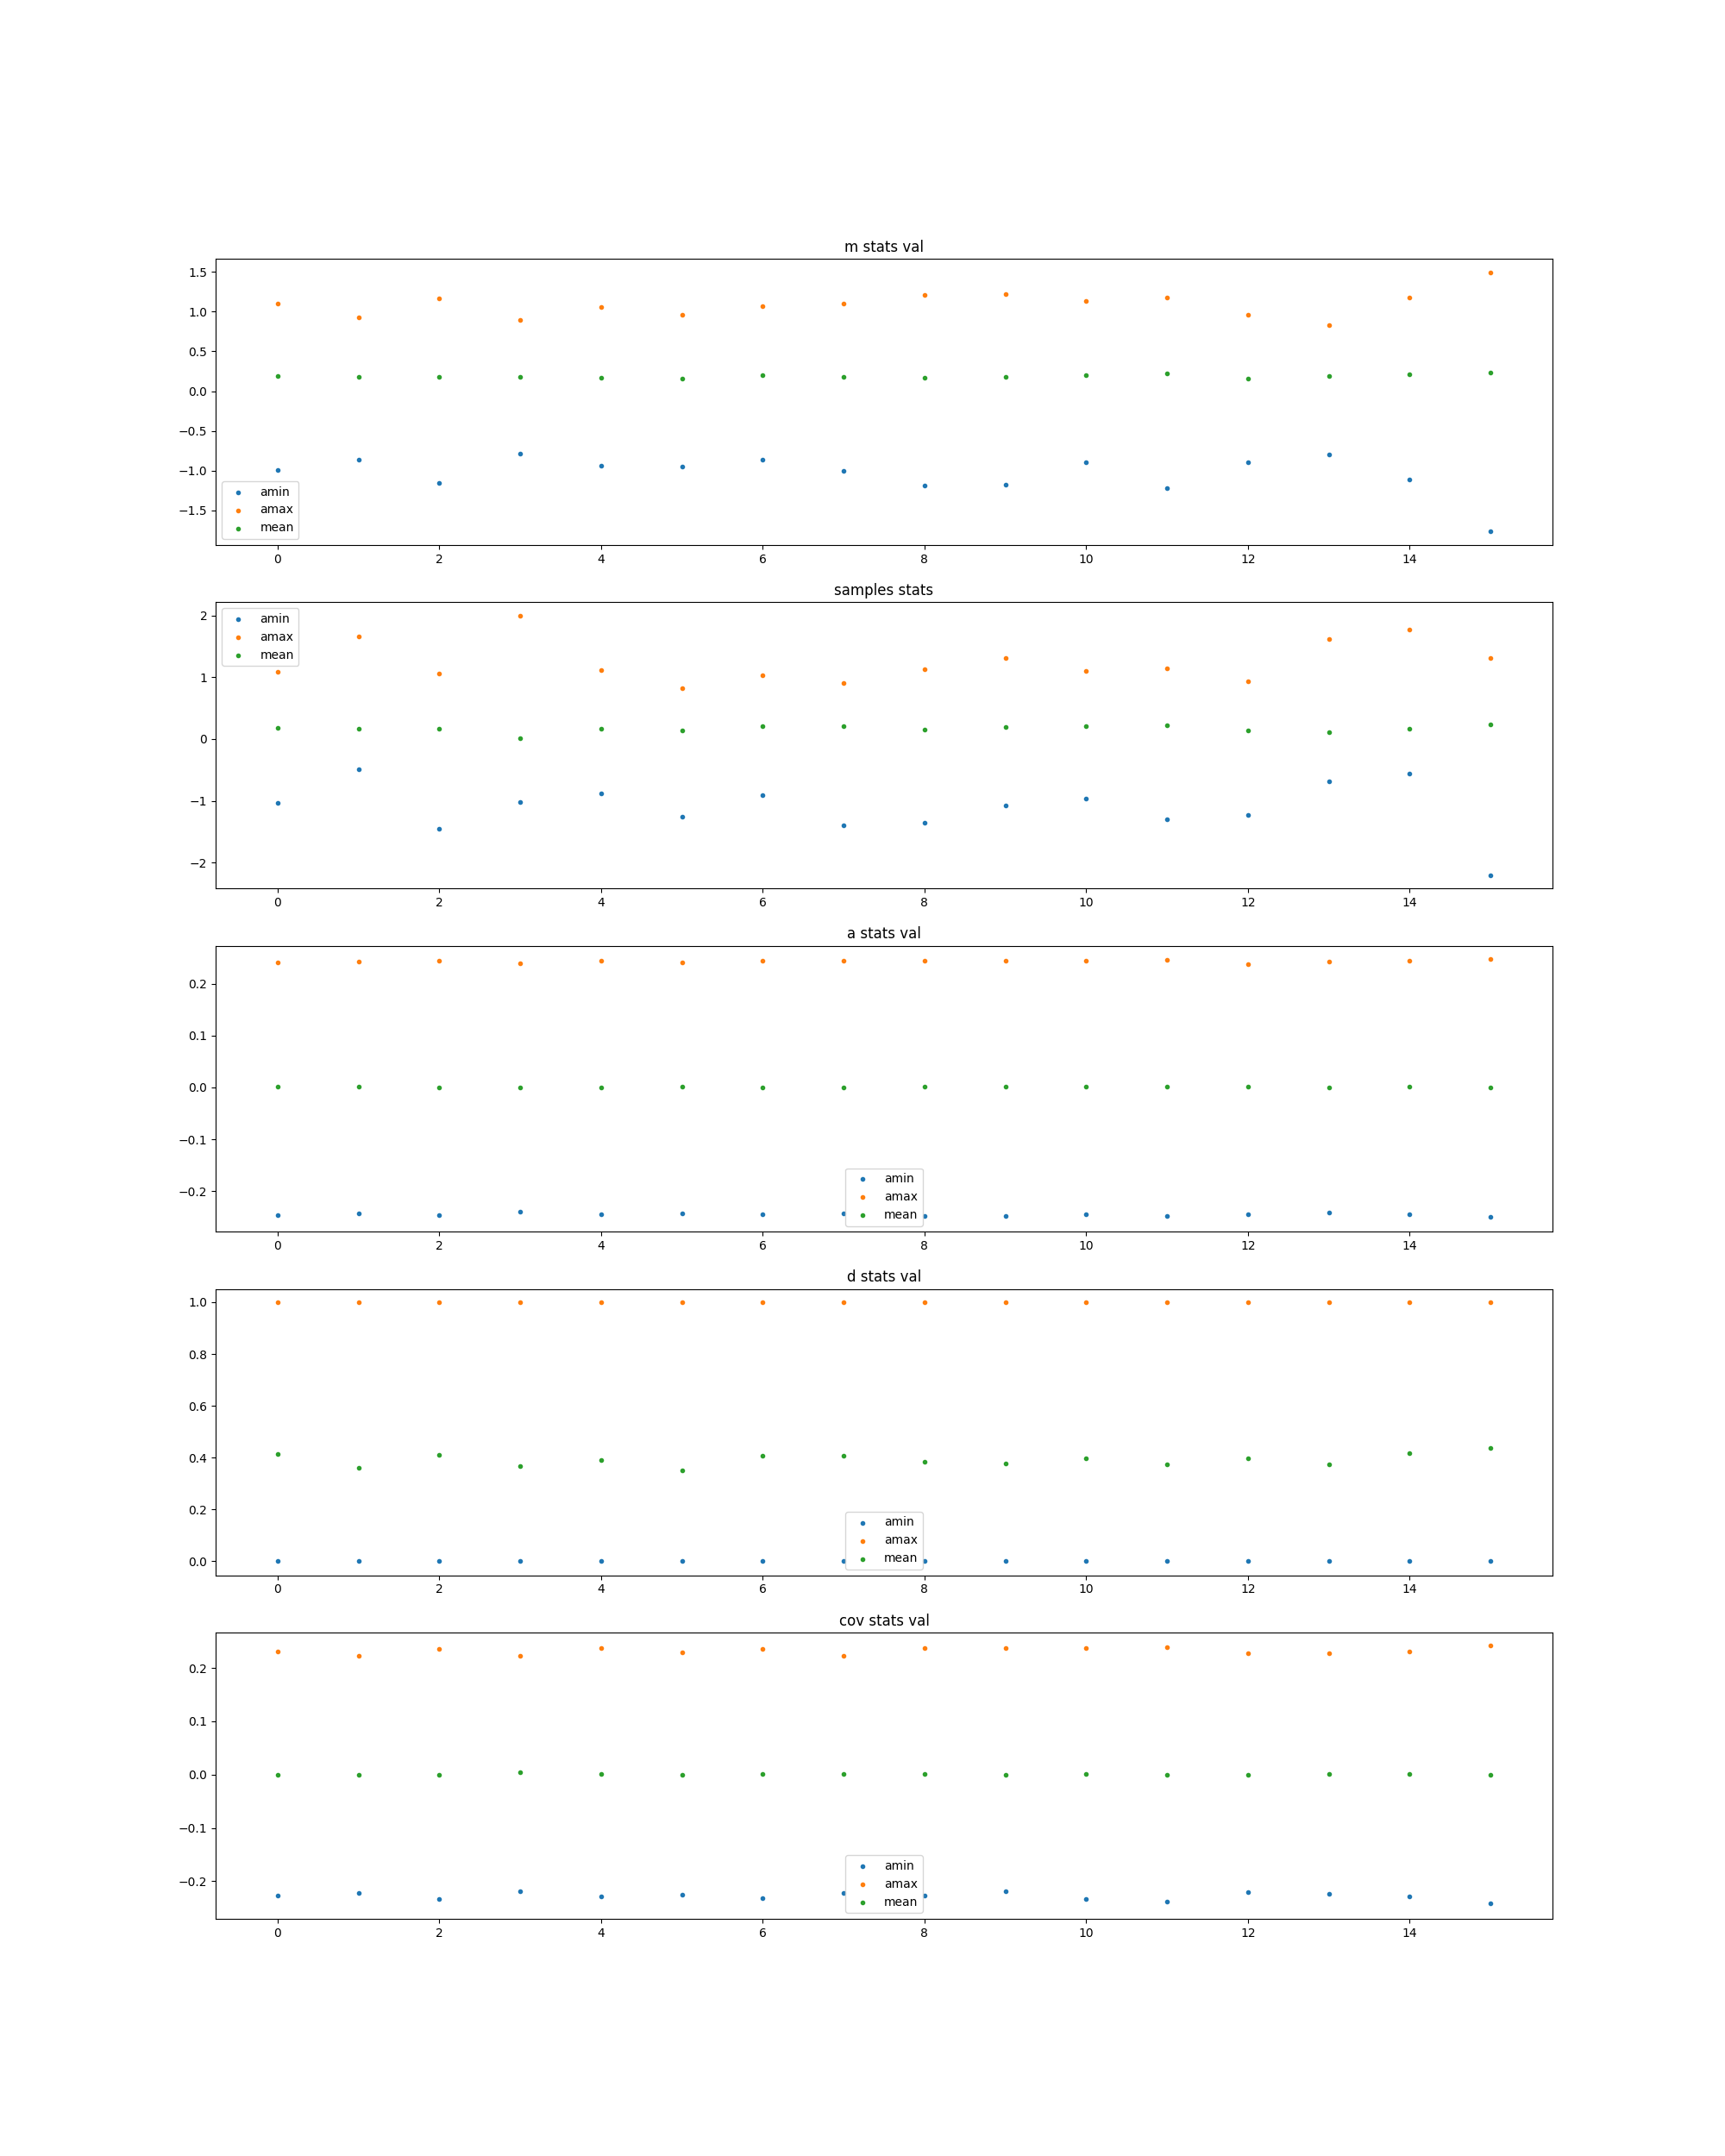 m stats val
1.5
1.0
0.5
0.0
−0.5
−1.0
−1.5
amin
amax
mean
0 2 4 6 8 10 12 14
samples stats
2
1
0
−1
−2
amin
amax
mean
0 2 4 6 8 10 12 14
a stats val
0.2
0.1
0.0
−0.1
−0.2
amin
amax
mean
0 2 4 6 8 10 12 14
d stats val
1.0
0.8
0.6
0.4
0.2
0.0
amin
amax
mean
0 2 4 6 8 10 12 14
cov stats val
0.2
0.1
0.0
−0.1
−0.2
amin
amax
mean
0 2 4 6 8 10 12 14